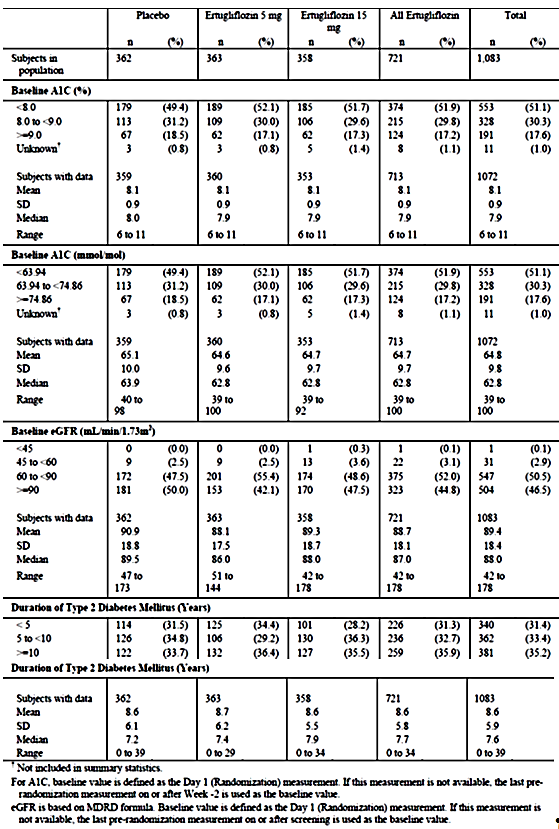 Placebo Ertugliflozin 5 mg Ertugliflozin 15 mg All Ertugliflozin Total
n (%) n (%) n (%) n (%) n (%)
Subjects in population 362 363 358 721 1,083
Baseline A1C (%)
<8.0 179 (49.4) 189 (52.1) 185 (51.7) 374 (51.9) 553 (51.1)
8.0 to <9.0 113 (31.2) 109 (30.0) 106 (29.6) 215 (29.8) 328 (30.3)
>=9.0 67 (18.5) 62 (17.1) 62 (17.3) 124 (17.2) 191 (17.6)
Unknown† 3 (0.8) 3 (0.8) 5 (1.4) 8 (1.1) 11 (1.0)
Subjects with data 359 360 353 713 1072
Mean 8.1 8.1 8.1 8.1 8.1
SD 0.9 0.9 0.9 0.9 0.9
Median 8.0 7.9 7.9 7.9 7.9
Range 6 to 11 6 to 11 6 to 11 6 to 11 6 to 11
Baseline A1C (mmol/mol)
<63.94 179 (49.4) 189 (52.1) 185 (51.7) 374 (51.9) 553 (51.1)
63.94 to <74.86 113 (31.2) 109 (30.0) 106 (29.6) 215 (29.8) 328 (30.3)
>=74.86 67 (18.5) 62 (17.1) 62 (17.3) 124 (17.2) 191 (17.6)
Unknown† 3 (0.8) 3 (0.8) 5 (1.4) 8 (1.1) 11 (1.0)
Subjects with data 359 360 353 713 1072
Mean 65.1 64.6 64.7 64.7 64.8
SD 10.0 9.6 9.7 9.7 9.8
Median 63.9 62.8 62.8 62.8 62.8
Range 40 to 98 39 to 100 39 to 92 39 to 100 39 to 100
Baseline eGFR (mL/min/1.73m²)
<45 0 (0.0) 0 (0.0) 1 (0.3) 1 (0.1) 1 (0.1)
45 to <60 9 (2.5) 9 (2.5) 13 (3.6) 22 (3.1) 31 (2.9)
60 to <90 172 (47.5) 201 (55.4) 174 (48.6) 375 (52.0) 547 (50.5)
>=90 181 (50.0) 153 (42.1) 170 (47.5) 323 (44.8) 504 (46.5)
Subjects with data 362 363 358 721 1083
Mean 90.9 88.1 89.3 88.7 89.4
SD 18.8 17.5 18.7 18.1 18.4
Median 89.5 86.0 88.0 87.0 88.0
Range 47 to 173 51 to 144 42 to 178 42 to 178 42 to 178
Duration of Type 2 Diabetes Mellitus (Years)
< 5 114 (31.5) 125 (34.4) 101 (28.2) 226 (31.3) 340 (31.4)
5 to <10 126 (34.8) 106 (29.2) 130 (36.3) 236 (32.7) 362 (33.4)
>=10 122 (33.7) 132 (36.4) 127 (35.5) 259 (35.9) 381 (35.2)
Duration of Type 2 Diabetes Mellitus (Years)
Subjects with data 362 363 358 721 1083
Mean 8.6 8.7 8.6 8.6 8.6
SD 6.1 6.2 5.5 5.8 5.9
Median 7.2 7.4 7.9 7.7 7.6
Range 0 to 39 0 to 29 0 to 34 0 to 34 0 to 39
† Not included in summary statistics.
For A1C, baseline value is defined as the Day 1 (Randomization) measurement. If this measurement is not available, the last pre-
randomization measurement on or after Week -2 is used as the baseline value.
eGFR is based on MDRD formula. Baseline value is defined as the Day 1 (Randomization) measurement. If this measurement is
not available, the last pre-randomization measurement on or after screening is used as the baseline value.